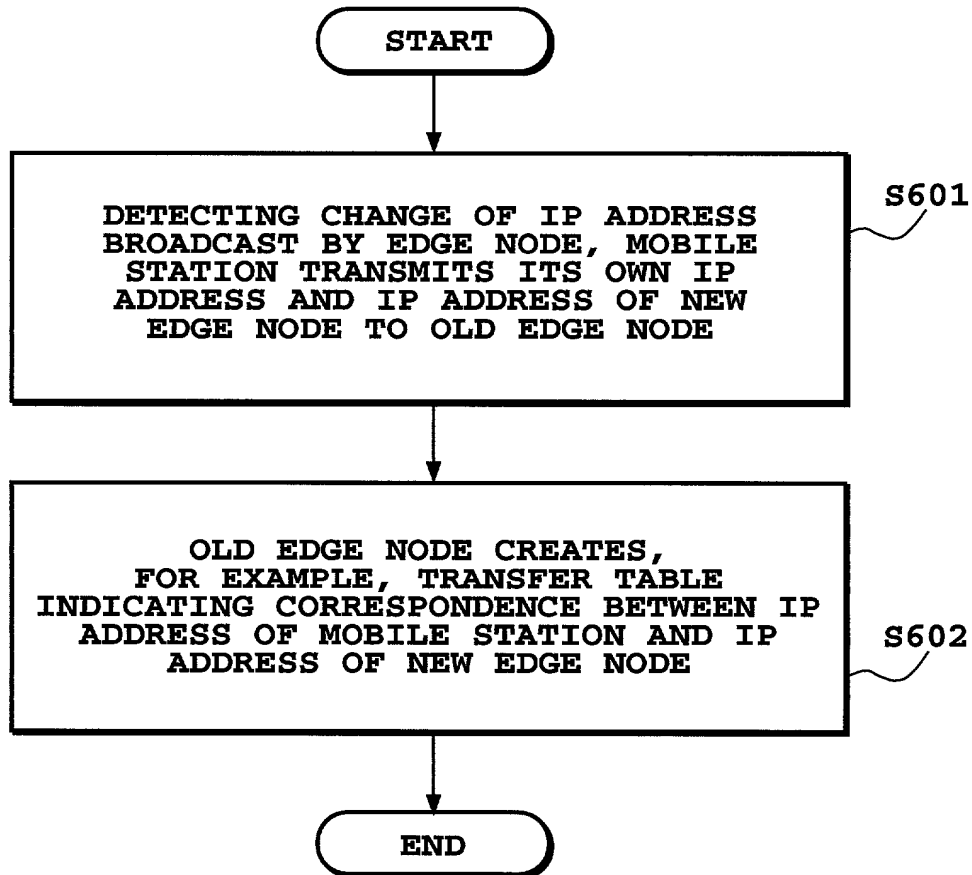 START
DETECTING CHANGE OF IP ADDRESS
BROADCAST BY EDGE NODE, MOBILE
STATION TRANSMITS ITS OWN IP
ADDRESS AND IP ADDRESS OF NEW
EDGE NODE TO OLD EDGE NODE
S601
OLD EDGE NODE CREATES,
FOR EXAMPLE, TRANSFER TABLE
INDICATING CORRESPONDENCE BETWEEN IP
ADDRESS OF MOBILE STATION AND IP
ADDRESS OF NEW EDGE NODE
S602
END